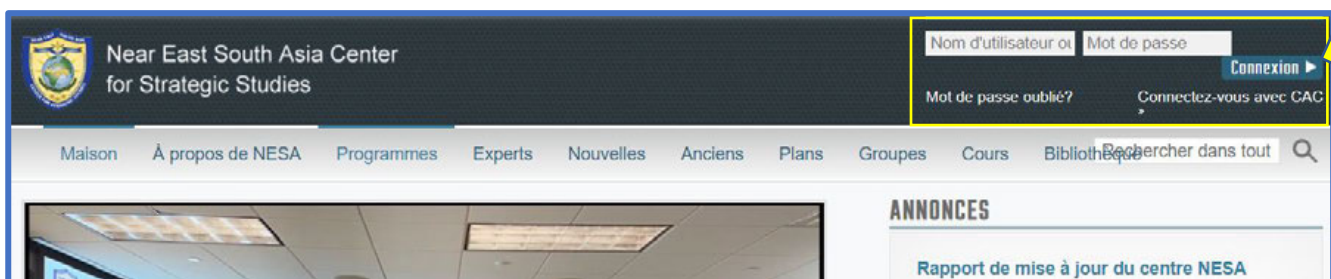 Near East South Asia Center
for Strategic Studies
Nom d'utilisateur ou Mot de passe
Connexion
Mot de passe oublié? Connectez-vous avec CAC
»
Maison À propos de NESA Programmes Experts Nouvelles Anciens Plans Groupes Cours Bibliothèque Rechercher dans tout
ANNONCES
Rapport de mise à jour du centre NESA